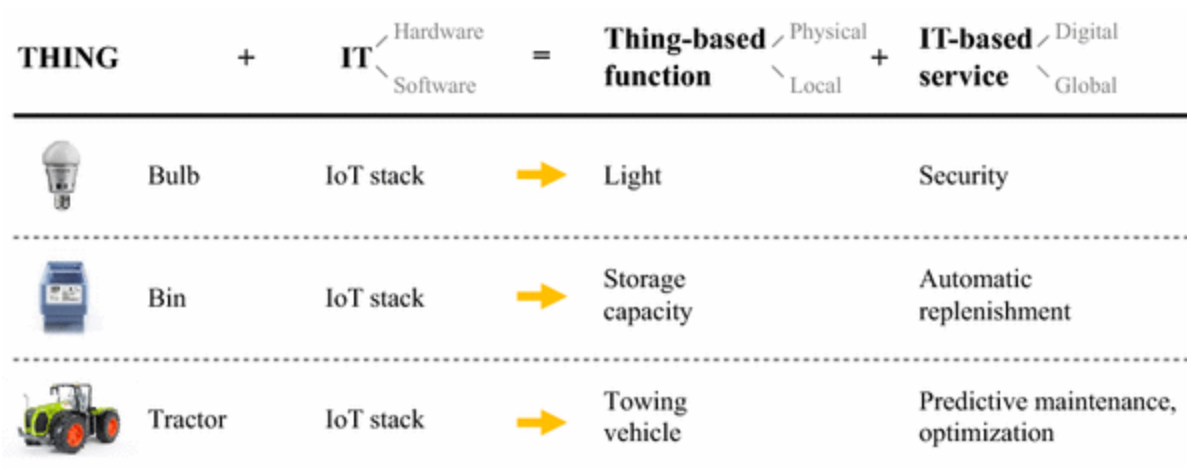 THING + IT Hardware Software = Thing-based function Physical Local + IT-based service Digital Global
Bulb IoT stack Light Security
Bin IoT stack Storage capacity Automatic replenishment
Tractor IoT stack Towing vehicle Predictive maintenance, optimization